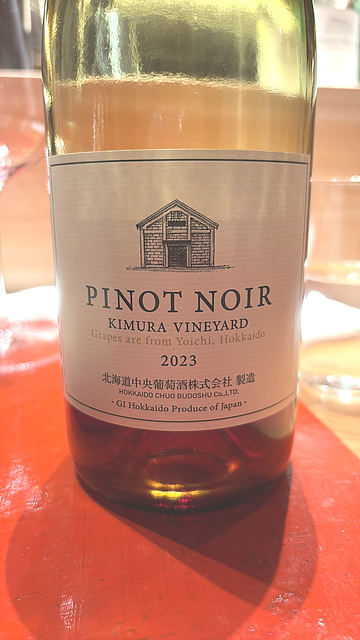 PINOT NOIR
KIMURA VINEYARD
Grapes are from Yoichi, Hokkaido
2023
北海道中央葡萄酒株式会社 製造
HOKKAIDO CHUO BUDOSHU Co.,LTD.
- GI Hokkaido Produce of Japan -